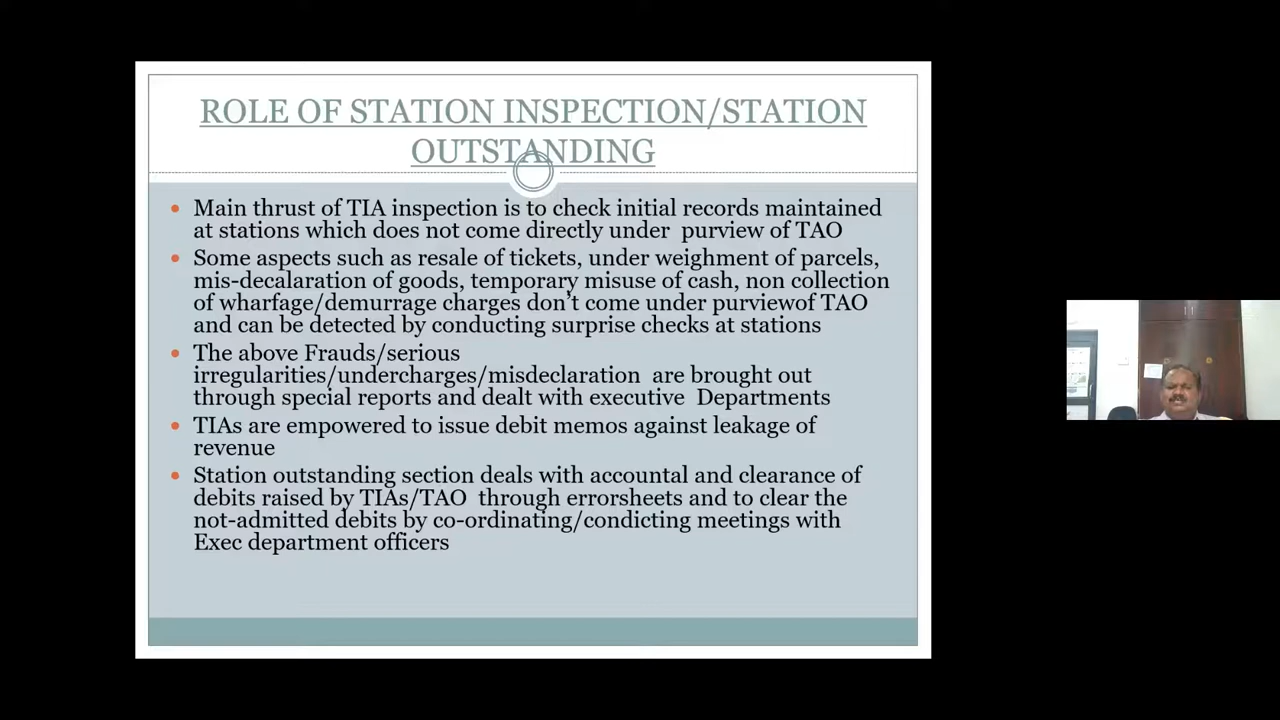 ROLE OF STATION INSPECTION/STATION
OUTSTANDING
• Main thrust of TIA inspection is to check initial records maintained
at stations which does not come directly under purview of TAO
• Some aspects such as resale of tickets, under weighment of parcels,
mis-decalaration of goods, temporary misuse of cash, non collection
of wharfage/demurrage charges don't come under purviewof TAO
and can be detected by conducting surprise checks at stations
• The above Frauds/serious
irregularities/undercharges/misdeclaration are brought out
through special reports and dealt with executive Departments
• TIAs are empowered to issue debit memos against leakage of
revenue
• Station outstanding section deals with accountal and clearance of
debits raised by TIAs/TAO through errorsheets and to clear the
not-admitted debits by co-ordinating/condicting meetings with
Exec department officers